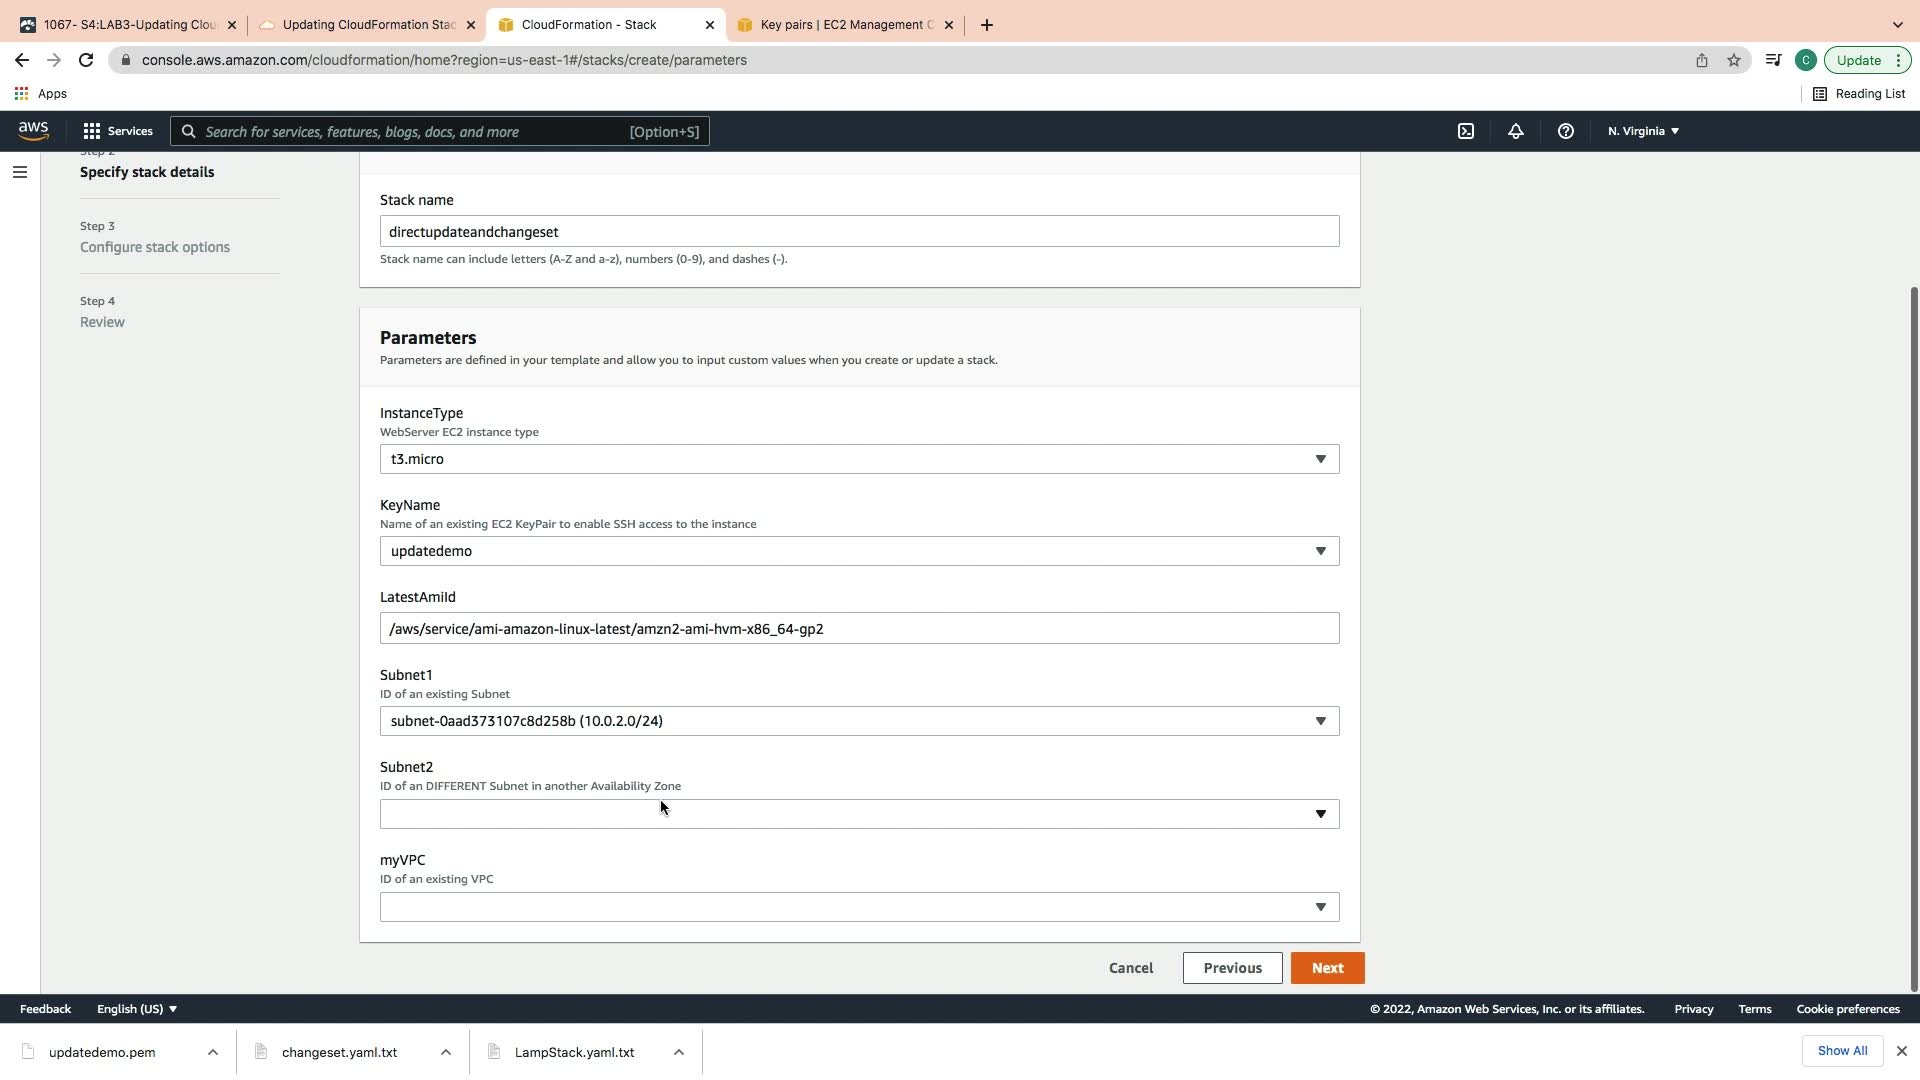 1067- S4:LAB3-Updating Clou
Updating CloudFormation Stac
CloudFormation - Stack
Key pairs | EC2 Management C
console.aws.amazon.com/cloudformation/home?region=us-east-1#/stacks/create/parameters
C
Update
Apps
Reading List
aws
Services
Search for services, features, blogs, docs, and more
[Option+S]
N. Virginia
Step 2
Specify stack details
Step 3
Configure stack options
Step 4
Review
Stack name
directupdateandchangeset
Stack name can include letters (A-Z and a-z), numbers (0-9), and dashes (-).
Parameters
Parameters are defined in your template and allow you to input custom values when you create or update a stack.
InstanceType
WebServer EC2 instance type
t3.micro
KeyName
Name of an existing EC2 KeyPair to enable SSH access to the instance
updatedemo
LatestAmiId
/aws/service/ami-amazon-linux-latest/amzn2-ami-hvm-x86_64-gp2
Subnet1
ID of an existing Subnet
subnet-0aad373107c8d258b (10.0.2.0/24)
Subnet2
ID of an DIFFERENT Subnet in another Availability Zone
myVPC
ID of an existing VPC
Cancel
Previous
Next
Feedback
English (US)
© 2022, Amazon Web Services, Inc. or its affiliates.
Privacy
Terms
Cookie preferences
updatedemo.pem
changeset.yaml.txt
LampStack.yaml.txt
Show All